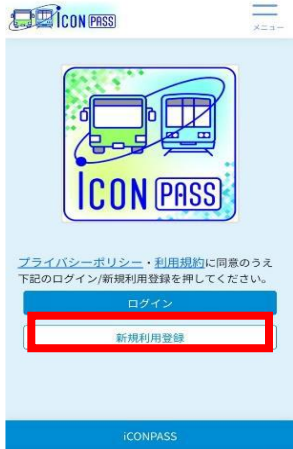 iCON PASS
メニュー
iCON PASS
プライバシーポリシー・利用規約に同意のうえ
下記のログイン/新規利用登録を押してください。
ログイン
新規利用登録
iCONPASS